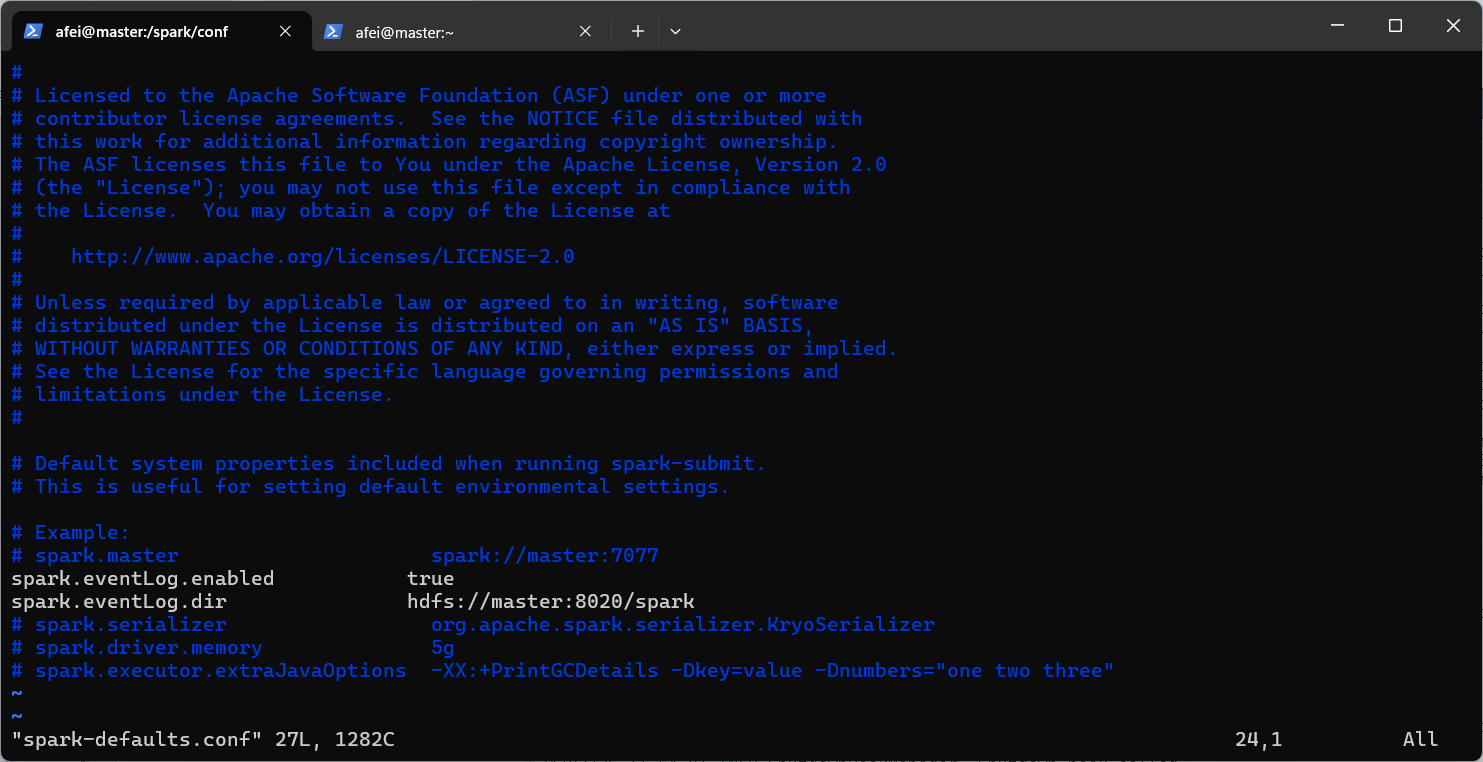 afei@master:/spark/conf
afei@master:~
#
# Licensed to the Apache Software Foundation (ASF) under one or more
# contributor license agreements.  See the NOTICE file distributed with
# this work for additional information regarding copyright ownership.
# The ASF licenses this file to You under the Apache License, Version 2.0
# (the "License"); you may not use this file except in compliance with
# the License.  You may obtain a copy of the License at
#
#    http://www.apache.org/licenses/LICENSE-2.0
#
# Unless required by applicable law or agreed to in writing, software
# distributed under the License is distributed on an "AS IS" BASIS,
# WITHOUT WARRANTIES OR CONDITIONS OF ANY KIND, either express or implied.
# See the License for the specific language governing permissions and
# limitations under the License.
#
# Default system properties included when running spark-submit.
# This is useful for setting default environmental settings.
# Example:
# spark.master                     spark://master:7077
spark.eventLog.enabled           true
spark.eventLog.dir               hdfs://master:8020/spark
# spark.serializer                 org.apache.spark.serializer.KryoSerializer
# spark.driver.memory              5g
# spark.executor.extraJavaOptions  -XX:+PrintGCDetails -Dkey=value -Dnumbers="one two three"
~
~
"spark-defaults.conf" 27L, 1282C 24,1 All